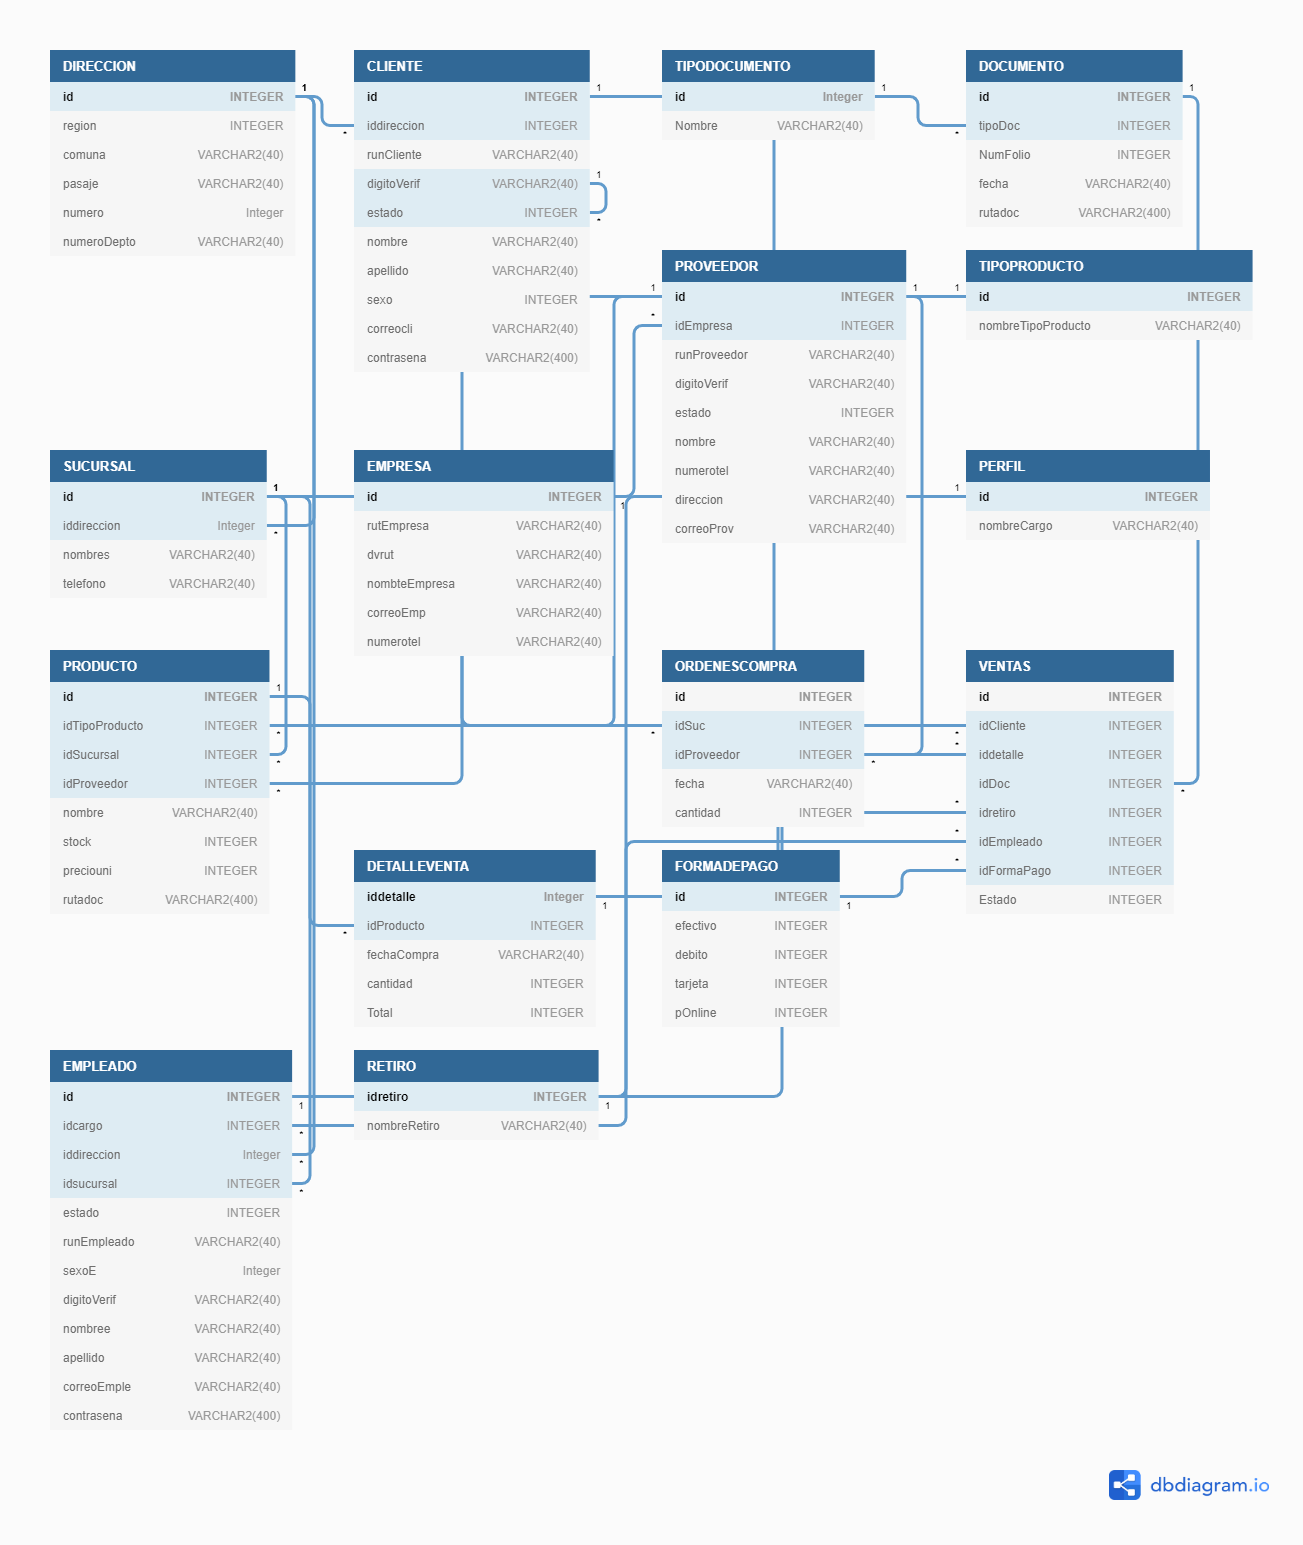 DIRECCION
id INTEGER
region INTEGER
comuna VARCHAR2(40)
pasaje VARCHAR2(40)
numero Integer
numeroDepto VARCHAR2(40)
CLIENTE
id INTEGER
iddireccion INTEGER
runCliente VARCHAR2(40)
digitoVerif VARCHAR2(40)
estado INTEGER
nombre VARCHAR2(40)
apellido VARCHAR2(40)
sexo INTEGER
correocli VARCHAR2(40)
contrasena VARCHAR2(400)
TIPODOCUMENTO
id Integer
Nombre VARCHAR2(40)
DOCUMENTO
id INTEGER
tipoDoc INTEGER
NumFolio INTEGER
fecha VARCHAR2(40)
rutadoc VARCHAR2(400)
PROVEEDOR
id INTEGER
idEmpresa INTEGER
runProveedor VARCHAR2(40)
digitoVerif VARCHAR2(40)
estado INTEGER
nombre VARCHAR2(40)
numerotel VARCHAR2(40)
direccion VARCHAR2(40)
correoProv VARCHAR2(40)
TIPOPRODUCTO
id INTEGER
nombreTipoProducto VARCHAR2(40)
SUCURSAL
id INTEGER
iddireccion Integer
nombres VARCHAR2(40)
telefono VARCHAR2(40)
EMPRESA
id INTEGER
rutEmpresa VARCHAR2(40)
dvrut VARCHAR2(40)
nombteEmpresa VARCHAR2(40)
correoEmp VARCHAR2(40)
numerotel VARCHAR2(40)
PERFIL
id INTEGER
nombreCargo VARCHAR2(40)
PRODUCTO
id INTEGER
idTipoProducto INTEGER
idSucursal INTEGER
idProveedor INTEGER
nombre VARCHAR2(40)
stock INTEGER
preciouni INTEGER
rutadoc VARCHAR2(400)
ORDENESCOMPRA
id INTEGER
idSuc INTEGER
idProveedor INTEGER
fecha VARCHAR2(40)
cantidad INTEGER
VENTAS
id INTEGER
idCliente INTEGER
iddetalle INTEGER
idDoc INTEGER
idretiro INTEGER
idEmpleado INTEGER
idFormaPago INTEGER
Estado INTEGER
DETALLEVENTA
iddetalle Integer
idProducto INTEGER
fechaCompra VARCHAR2(40)
cantidad INTEGER
Total INTEGER
FORMADEPAGO
id INTEGER
efectivo INTEGER
debito INTEGER
tarjeta INTEGER
pOnline INTEGER
EMPLEADO
id INTEGER
idcargo INTEGER
iddireccion Integer
idsucursal INTEGER
estado INTEGER
runEmpleado VARCHAR2(40)
sexoE Integer
digitoVerif VARCHAR2(40)
nombree VARCHAR2(40)
apellido VARCHAR2(40)
correoEmple VARCHAR2(40)
contrasena VARCHAR2(400)
RETIRO
idretiro INTEGER
nombreRetiro VARCHAR2(40)
dbdiagram.io